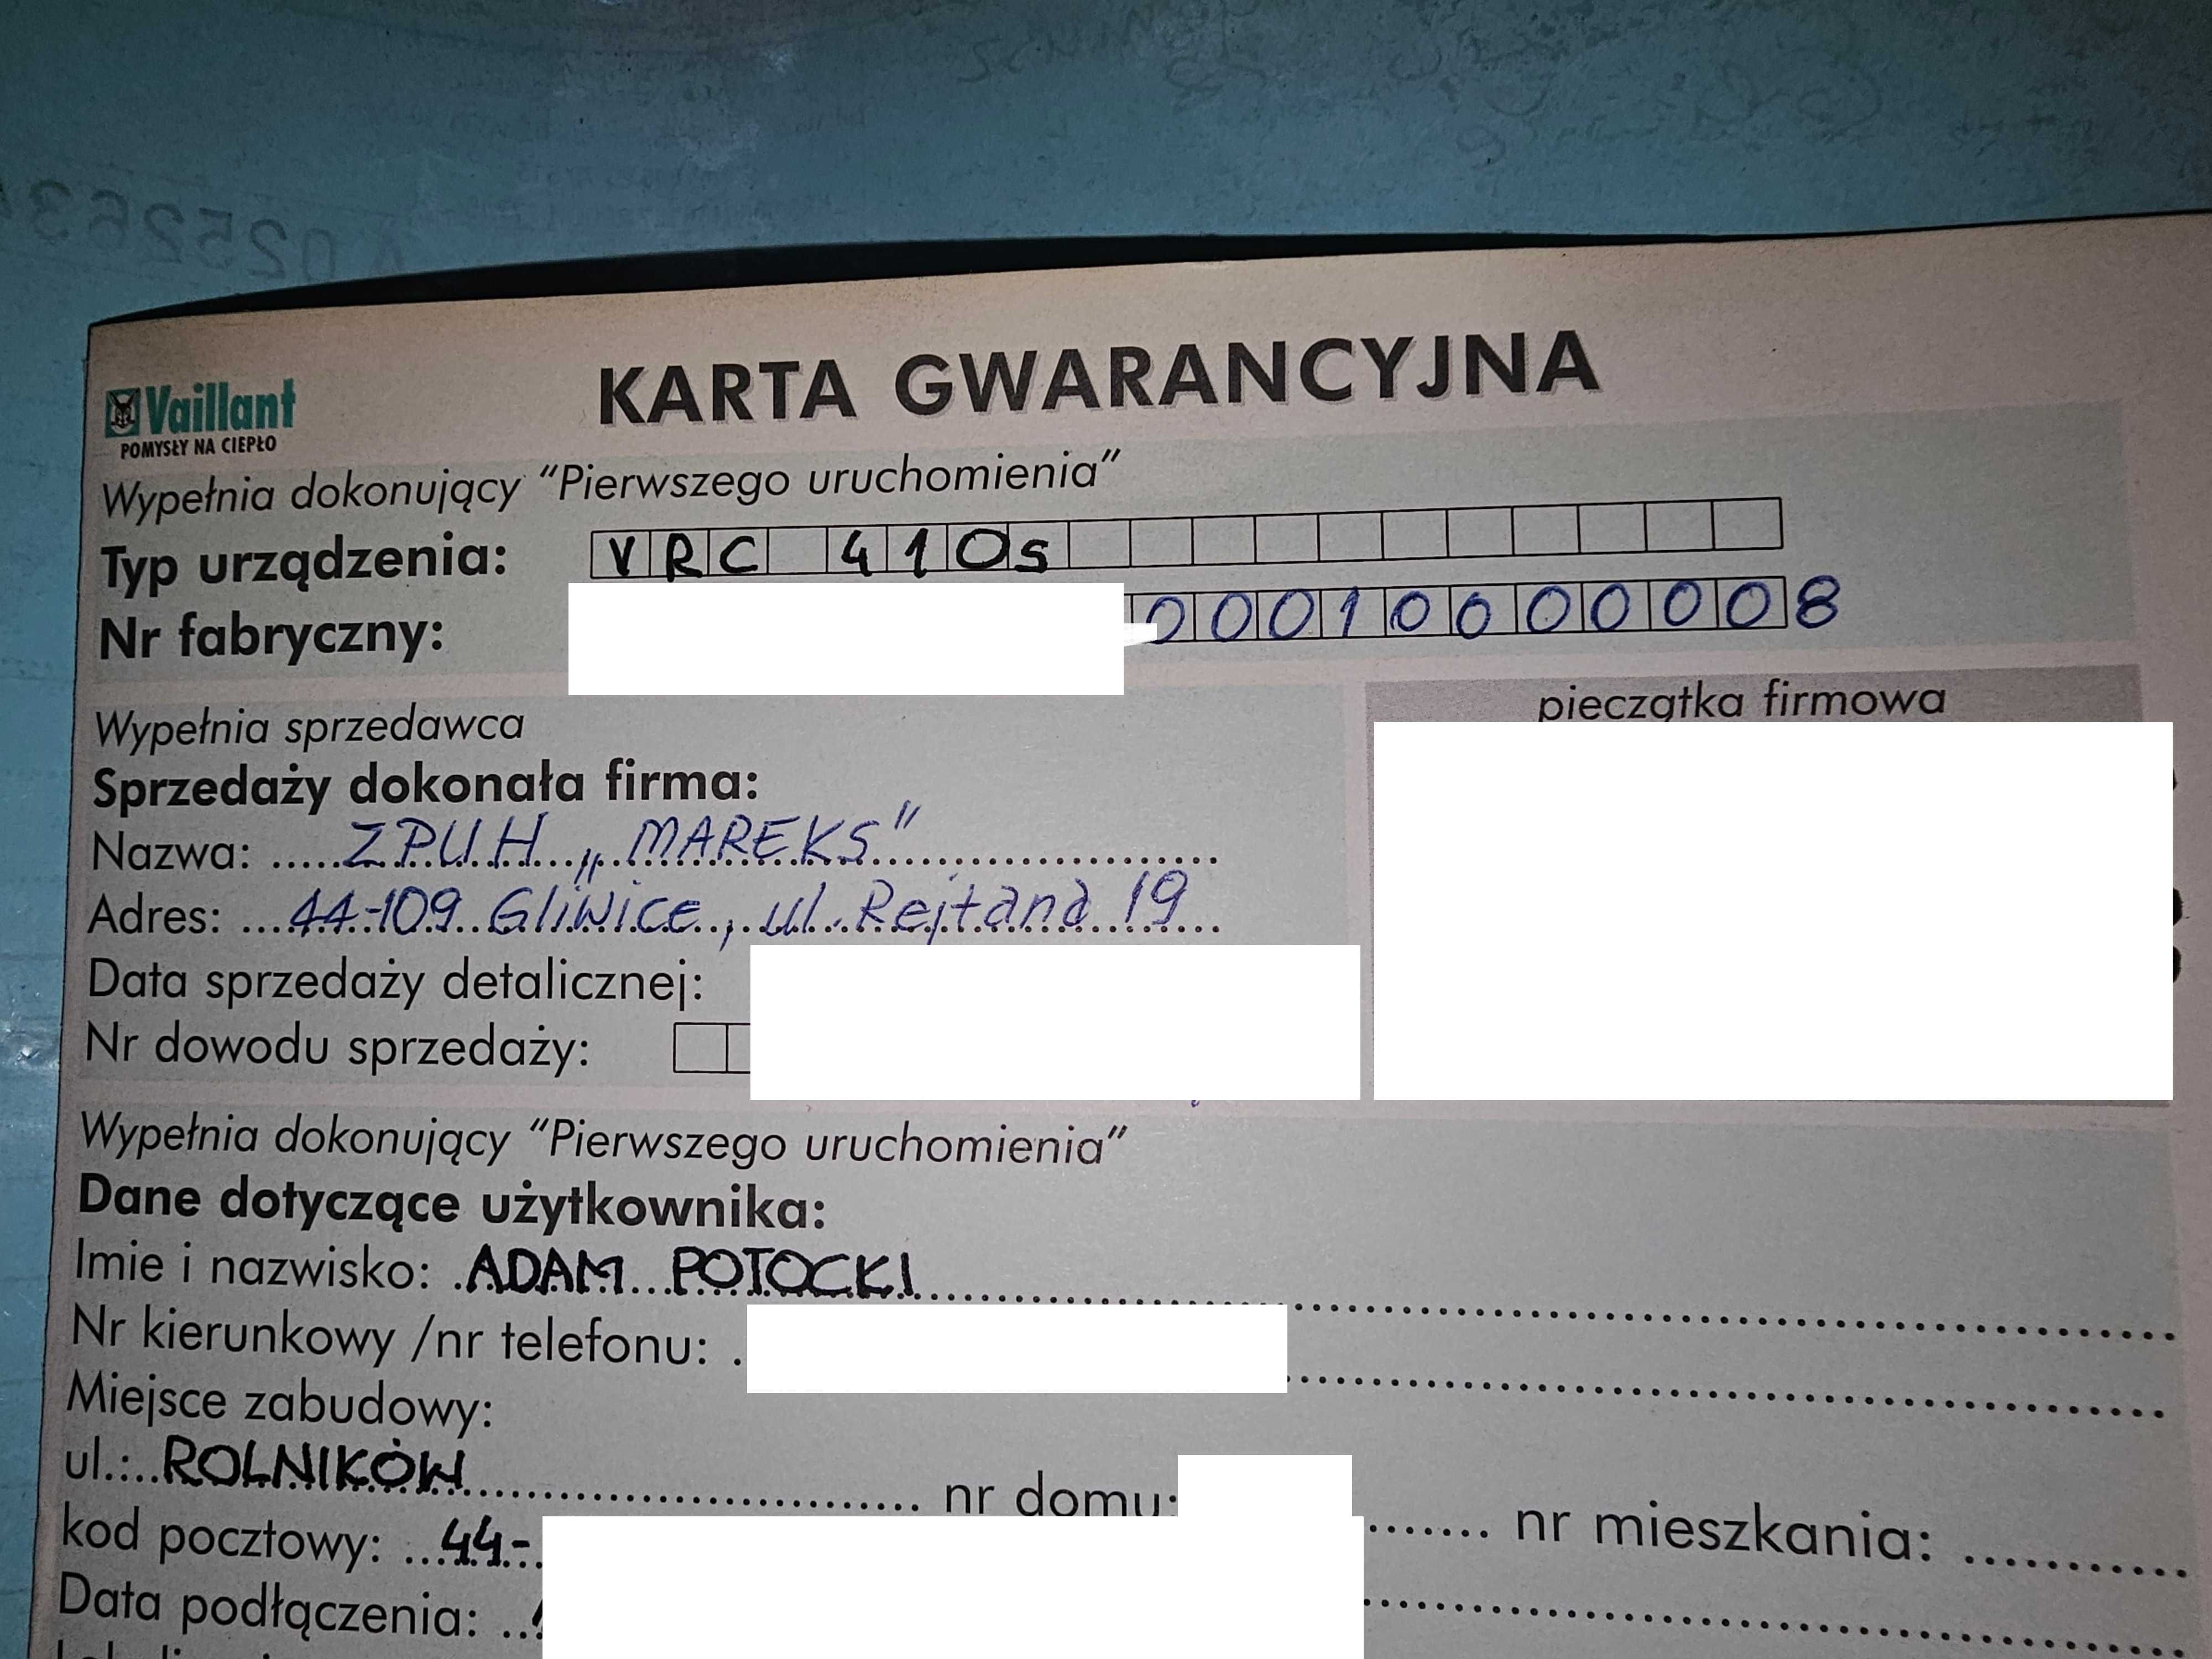 KARTA GWARANCYJNA
Vaillant
POMYSŁY NA CIEPŁO
Wypełnia dokonujący "Pierwszego uruchomienia"
Typ urządzenia: VRC 410s
Nr fabryczny: 00010000008
Wypełnia sprzedawca
pieczątka firmowa
Sprzedaży dokonała firma:
Nazwa: ZPUH „MAREKS"
Adres: 44-109 Gliwice, ul. Rejtana 19
Data sprzedaży detalicznej:
Nr dowodu sprzedaży:
Wypełnia dokonujący "Pierwszego uruchomienia"
Dane dotyczące użytkownika:
Imie i nazwisko: ADAM POTOCKI
Nr kierunkowy /nr telefonu:
Miejsce zabudowy:
ul.: ROLNIKÓW nr domu: nr mieszkania:
kod pocztowy: 44-
Data podłączenia: